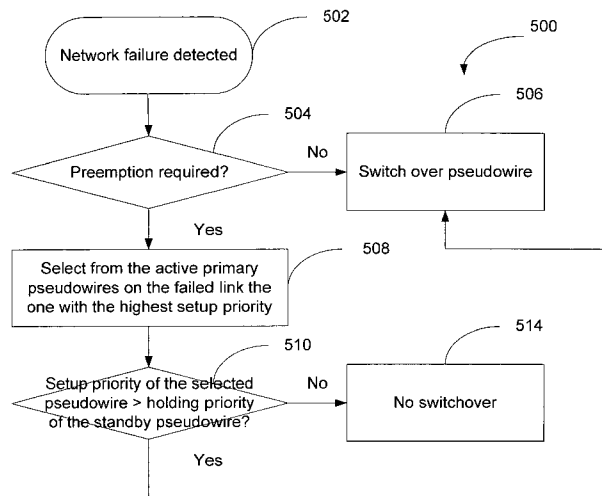 502
Network failure detected
500
504
506
Preemption required?
No
Switch over pseudowire
Yes
508
Select from the active primary
pseudowires on the failed link the
one with the highest setup priority
510
514
Setup priority of the selected
pseudowire > holding priority
of the standby pseudowire?
No
No switchover
Yes